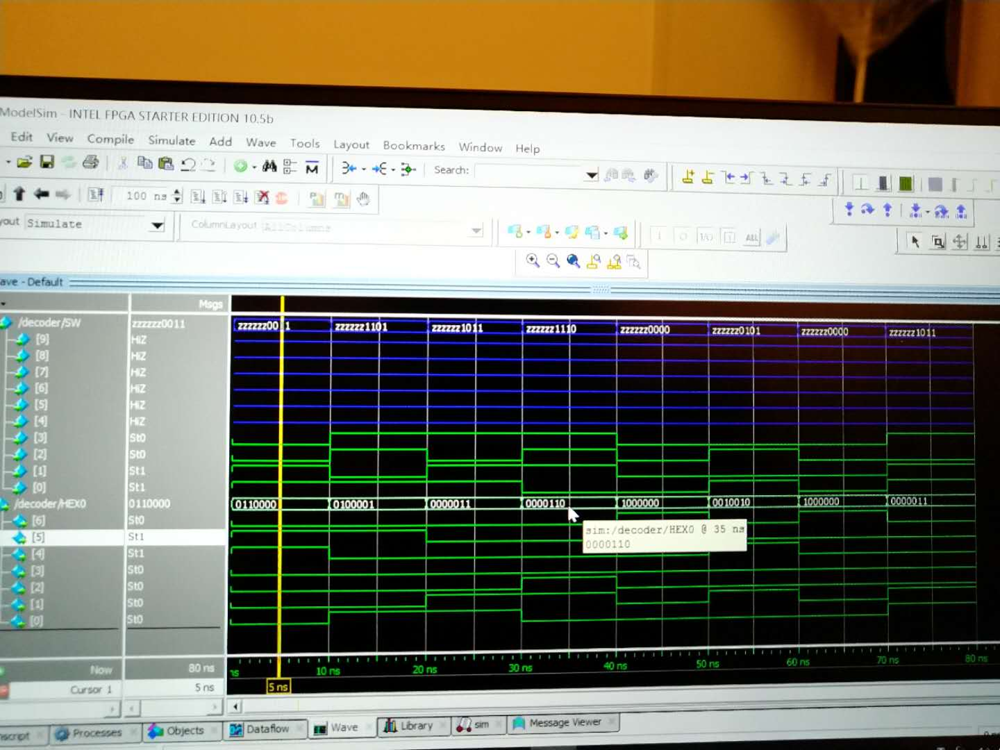 ModelSim - INTEL FPGA STARTER EDITION 10.5b
Edit View Compile Simulate Add Wave Tools Layout Bookmarks Window Help
Search:
100 ns
yout Simulate
ColumnLayout AllColumns
ALL
ave - Default
Msgs
/decoder/SW zzzzzz0011 zzzzzz00 1 zzzzzz1101 zzzzzz1011 zzzzzz1110 zzzzzz0000 zzzzzz0101 zzzzzz0000 zzzzzz1011
[9] HiZ
[8] HiZ
[7] HiZ
[6] HiZ
[5] HiZ
[4] HiZ
[3] St0
[2] St0
[1] St1
[0] St1
/decoder/HEX0 0110000 0110000 0100001 0000011 0000110 1000000 0010010 1000000 0000011
[6] St0
[5] St1
[4] St1
[3] St0
[2] St0
[1] St0
[0] St0
sim:/decoder/HEX0 @ 35 ns
0000110
Now 80 ns
ns 10 ns 20 ns 30 ns 40 ns 50 ns 60 ns 70 ns 80 ns
Cursor 1 5 ns 5 ns
nscript Processes Objects Dataflow Wave Library sim Message Viewer